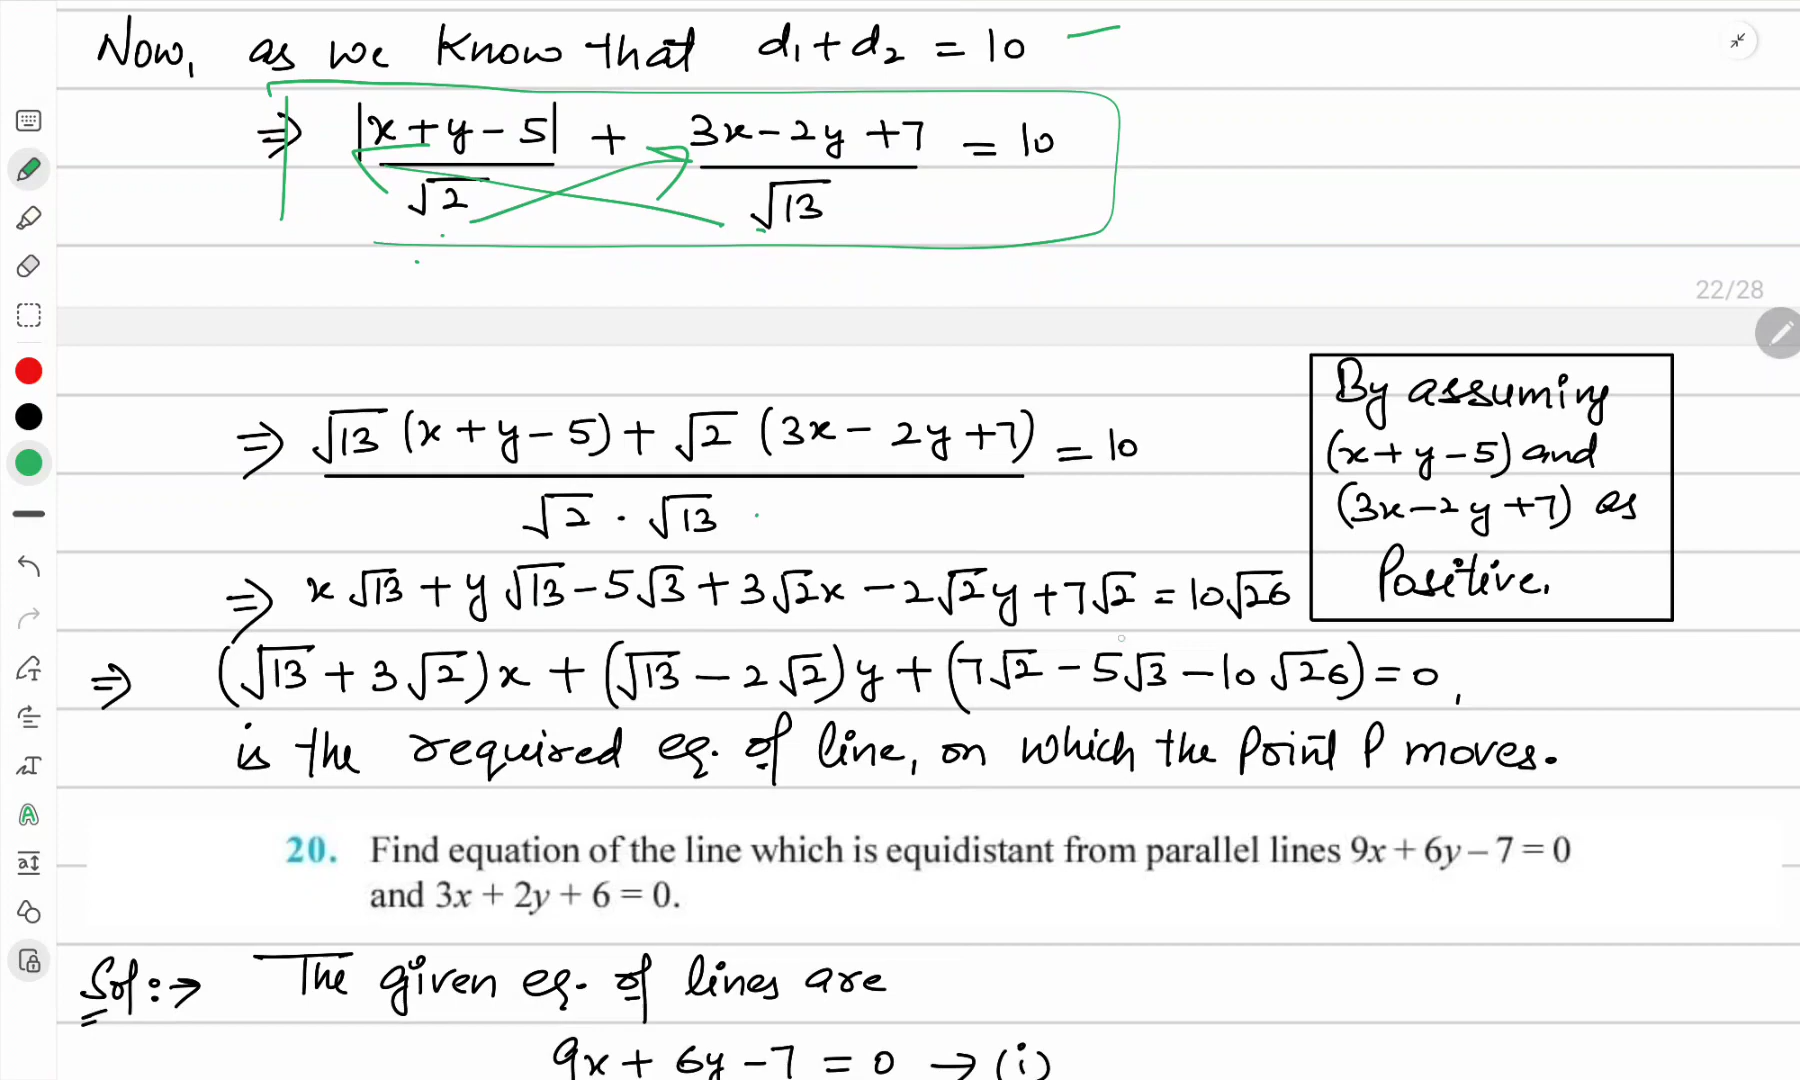 Now, as we know that d₁ + d₂ = 10
⇒ |x + y - 5| / √2 + 3x - 2y + 7 / √13 = 10
22/28
⇒ √13 (x + y - 5) + √2 (3x - 2y + 7) / √2 · √13 = 10
By assuming
(x + y - 5) and
(3x - 2y + 7) as
Positive.
⇒ x√13 + y√13 - 5√3 + 3√2x - 2√2y + 7√2 = 10√26
⇒ (√13 + 3√2)x + (√13 - 2√2)y + (7√2 - 5√3 - 10√26) = 0,
is the required eq. of line, on which the Point P moves.
20. Find equation of the line which is equidistant from parallel lines 9x + 6y – 7 = 0
and 3x + 2y + 6 = 0.
Sol:→ The given eq. of lines are
9x + 6y - 7 = 0 → (i)